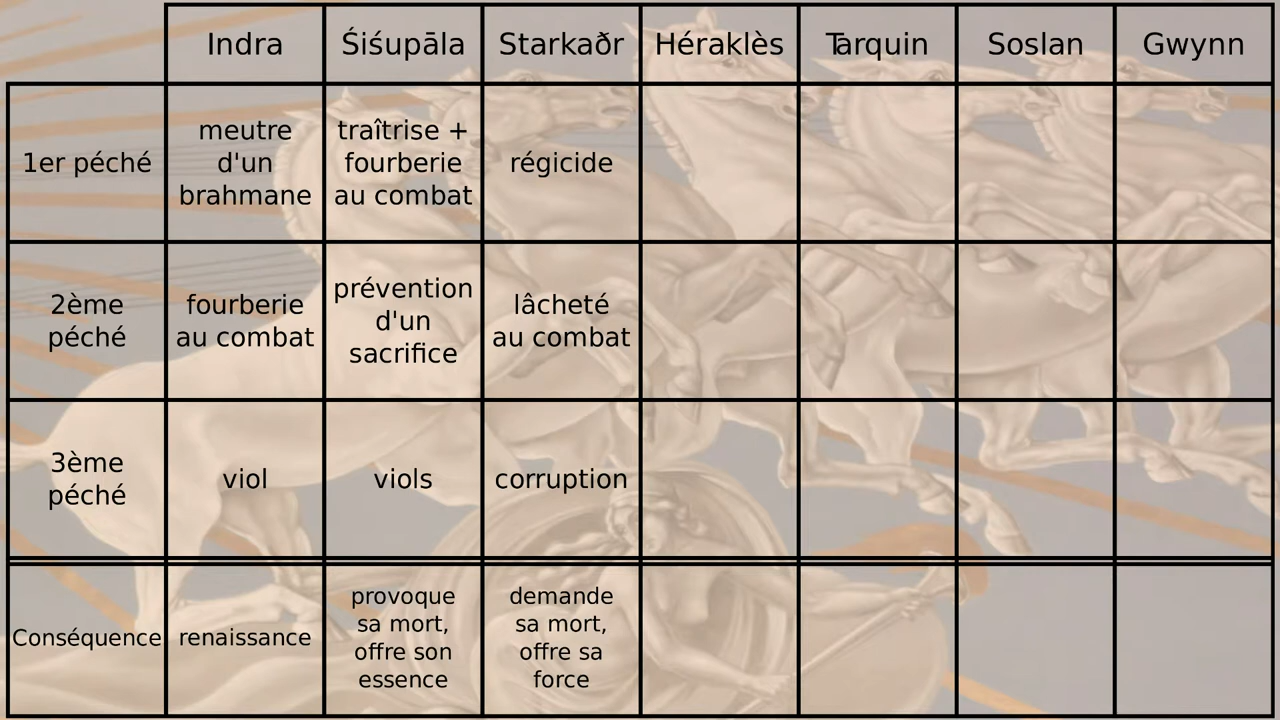 Indra Śiśupāla Starkaðr Héraklès Tarquin Soslan Gwynn
1er péché
meutre
d'un
brahmane
traîtrise +
fourberie
au combat
régicide
2ème
péché
fourberie
au combat
prévention
d'un
sacrifice
lâcheté
au combat
3ème
péché
viol
viols
corruption
Conséquence
renaissance
provoque
sa mort,
offre son
essence
demande
sa mort,
offre sa
force